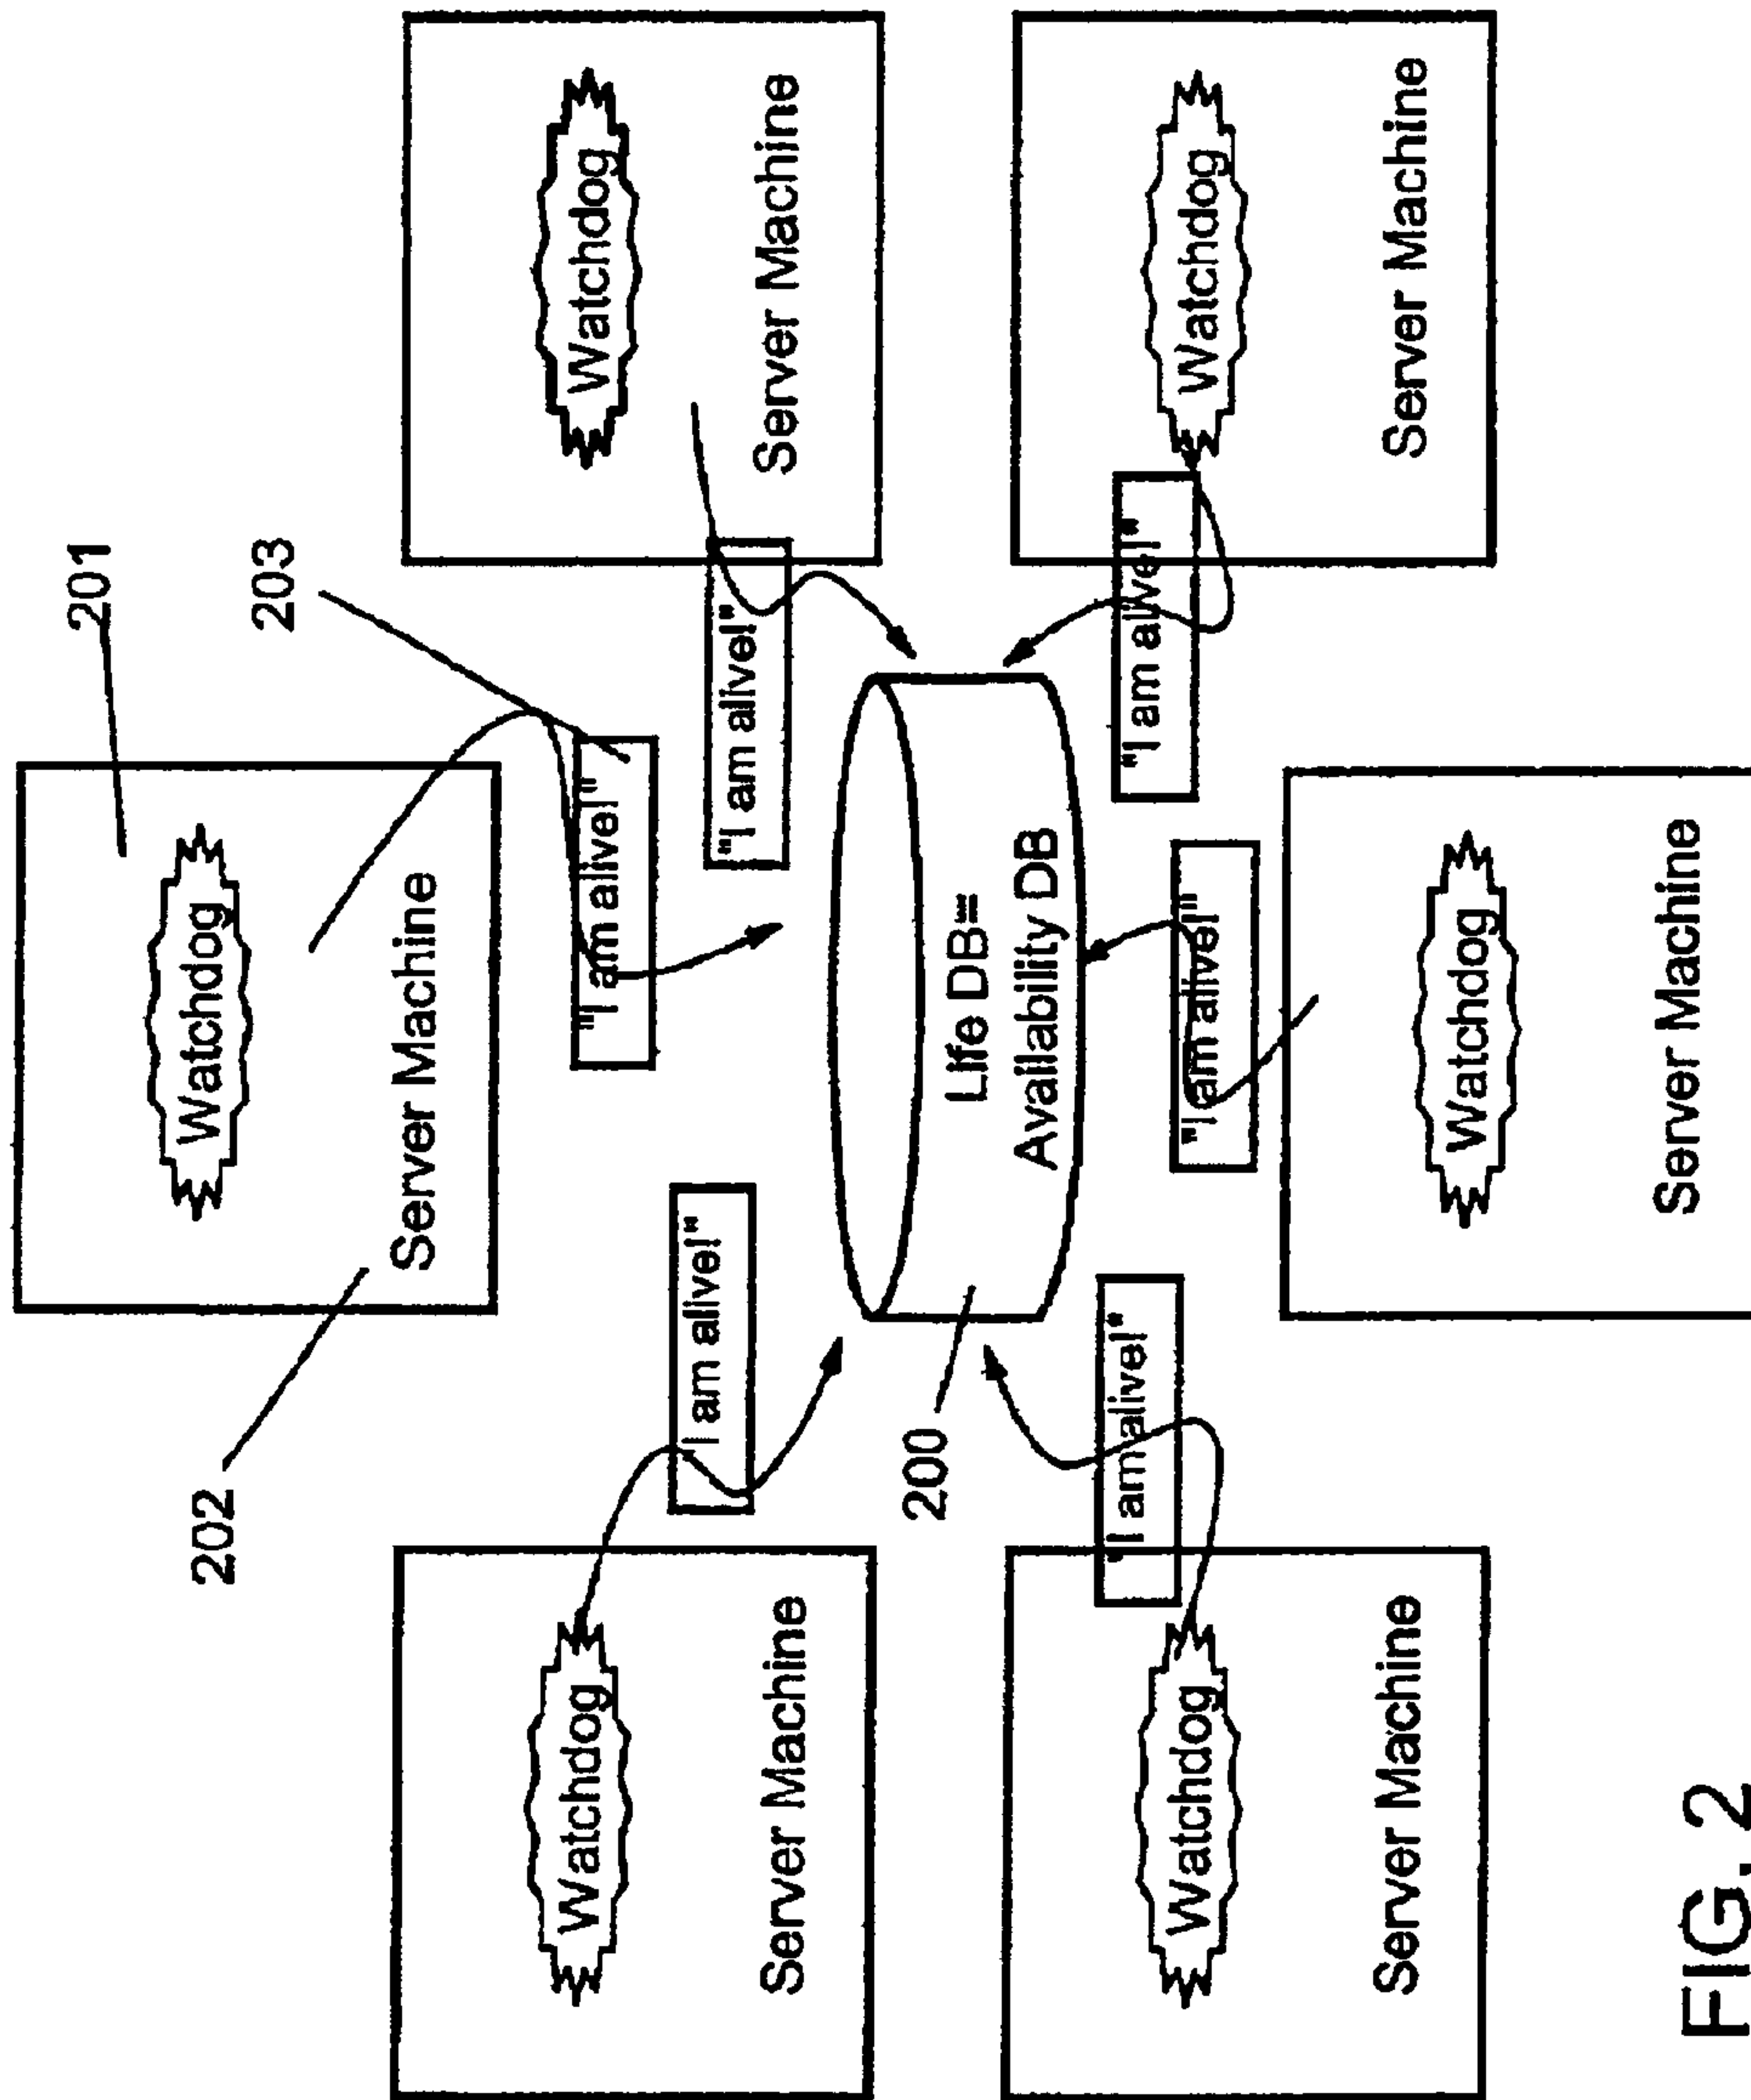 201
Watchdog
202
203
Server Machine
Watchdog
"I am alive!"
Watchdog
"I am alive!"
"I am alive!"
Server Machine
Server Machine
200
Life DB=
Availability DB
"I am alive!"
"I am alive!"
Watchdog
"I am alive!"
Watchdog
Server Machine
Server Machine
Watchdog
Server Machine
FIG. 2